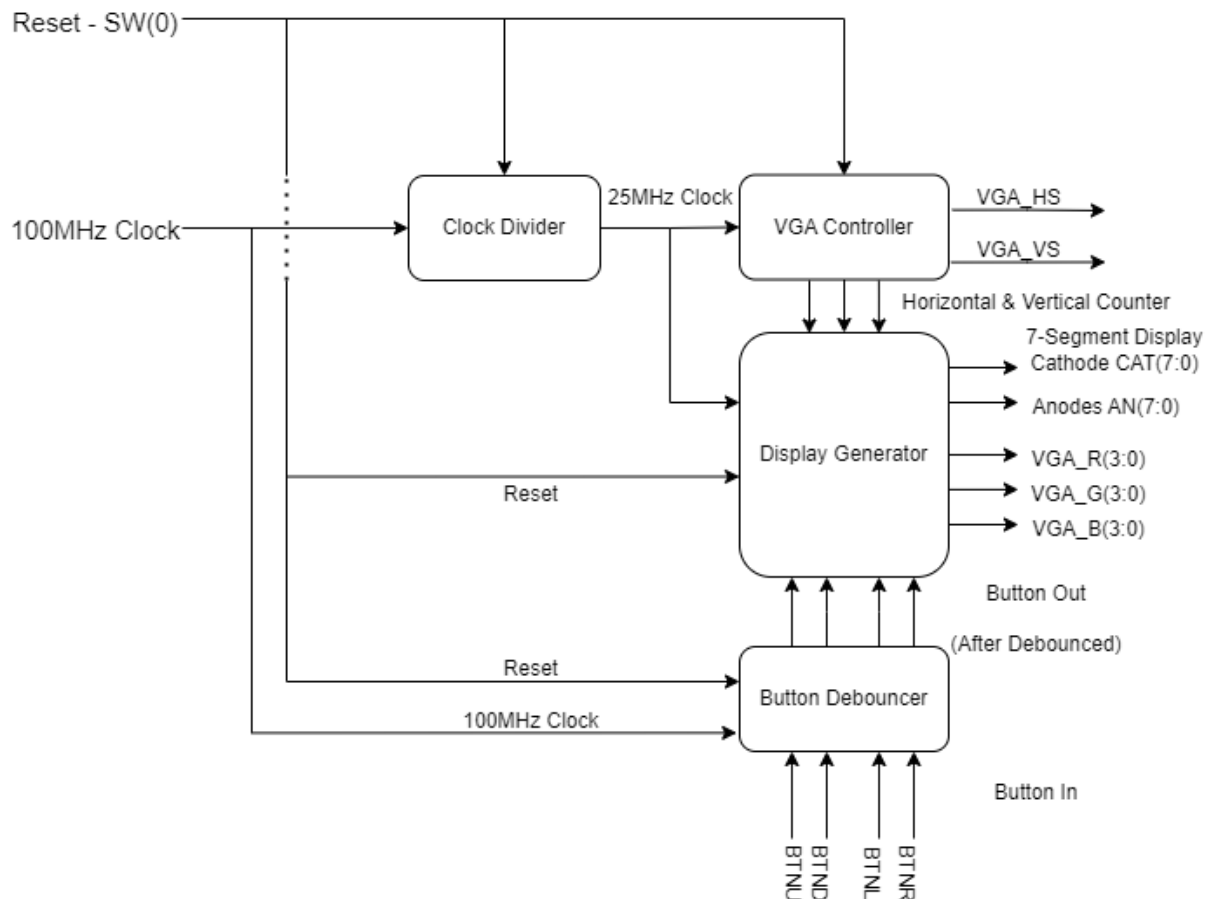 Reset - SW(0)
100MHz Clock
Clock Divider
25MHz Clock
VGA Controller
VGA_HS
VGA_VS
Horizontal & Vertical Counter
7-Segment Display
Cathode CAT(7:0)
Anodes AN(7:0)
Display Generator
VGA_R(3:0)
VGA_G(3:0)
VGA_B(3:0)
Reset
Button Out
(After Debounced)
Reset
Button Debouncer
100MHz Clock
Button In
BTNU
BTND
BTNL
BTNR